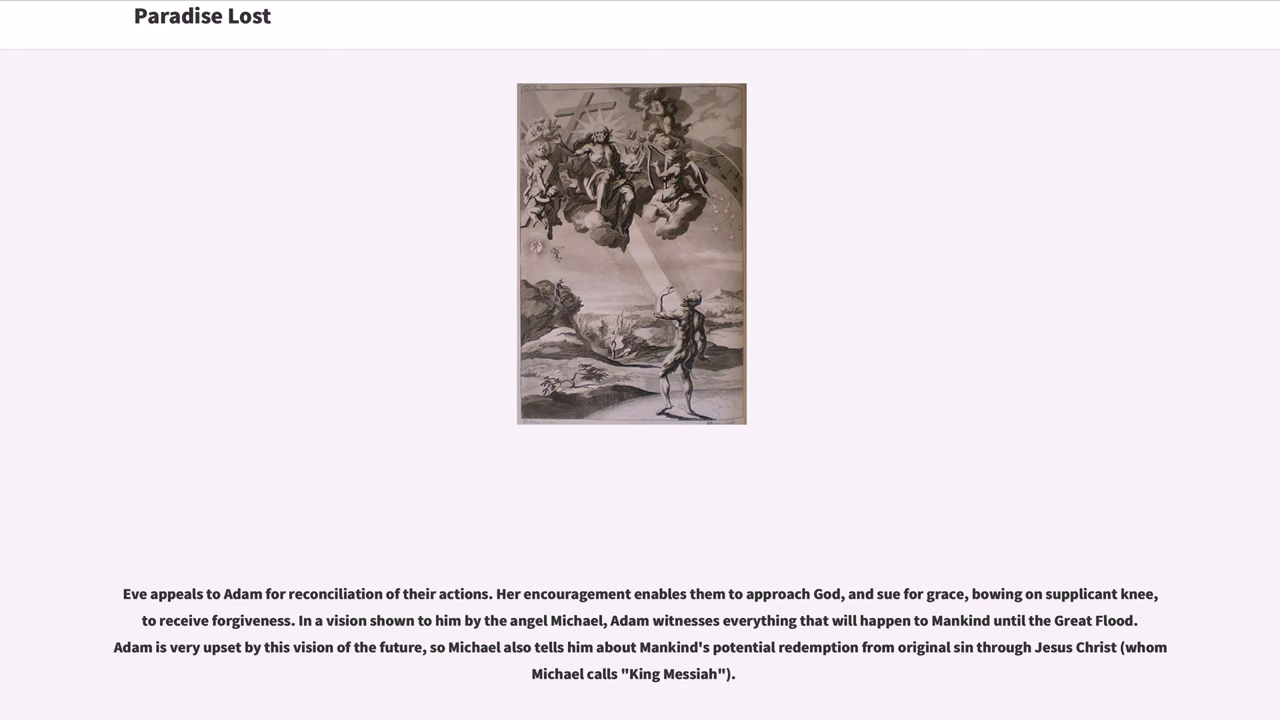 Paradise Lost
Eve appeals to Adam for reconciliation of their actions. Her encouragement enables them to approach God, and sue for grace, bowing on supplicant knee,
to receive forgiveness. In a vision shown to him by the angel Michael, Adam witnesses everything that will happen to Mankind until the Great Flood.
Adam is very upset by this vision of the future, so Michael also tells him about Mankind's potential redemption from original sin through Jesus Christ (whom
Michael calls "King Messiah").